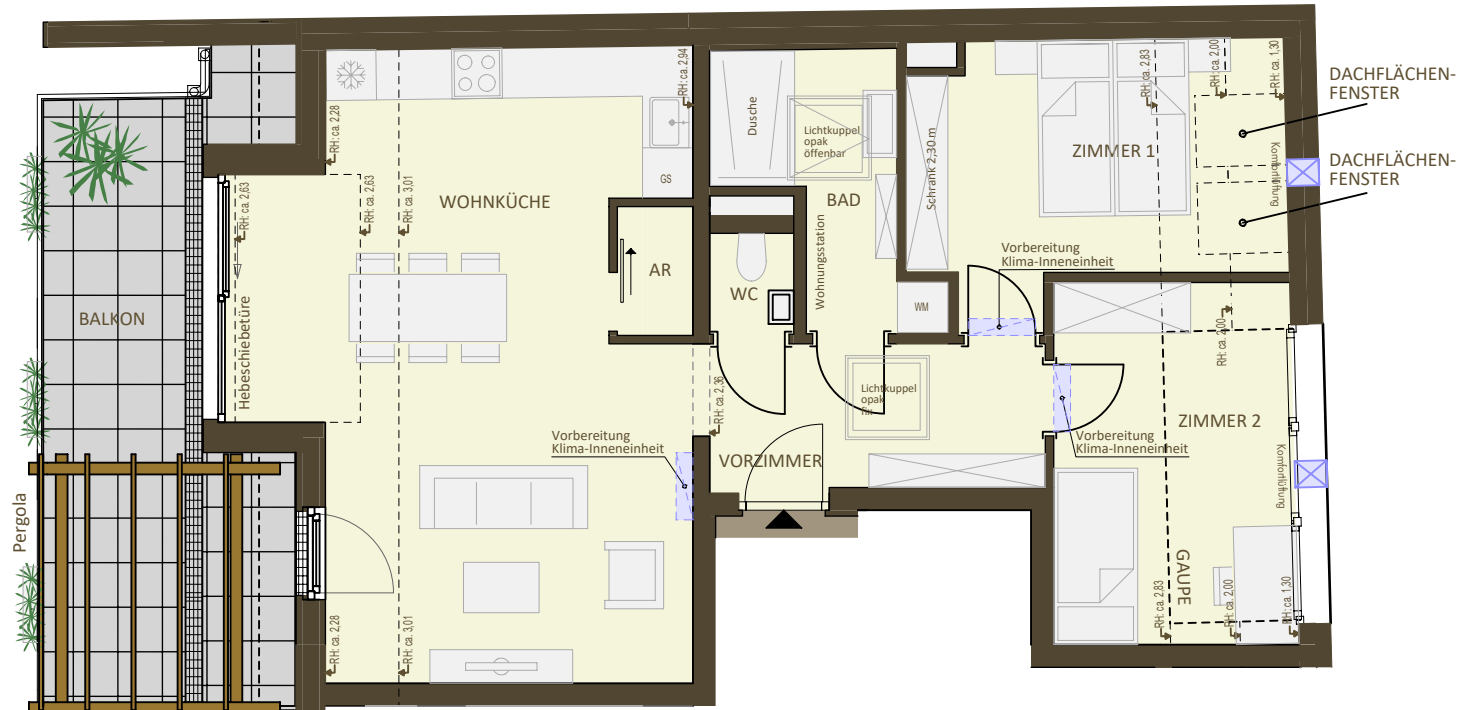 DACHFLÄCHEN-
FENSTER
DACHFLÄCHEN-
FENSTER
RH: ca. 2,28
RH: ca. 2,94
RH: ca. 2,83
RH: ca. 2,00
RH: ca. 1,30
Dusche
Lichtkuppel
opak
öffenbar
Schrank 2,30 m
ZIMMER 1
Komfortlüftung
GS
WOHNKÜCHE
RH: ca. 2,63
RH: ca. 2,63
RH: ca. 3,01
BAD
Wohnungsstation
AR
WC
WM
Vorbereitung
Klima-Inneneinheit
BALKON
Hebeschiebetüre
RH: ca. 2,36
Lichtkuppel
opak
fix
RH: ca. 2,00
ZIMMER 2
Vorbereitung
Klima-Inneneinheit
VORZIMMER
Vorbereitung
Klima-Inneneinheit
Komfortlüftung
Pergola
GAUPE
RH: ca. 2,28
RH: ca. 3,01
RH: ca. 2,83
RH: ca. 2,00
RH: ca. 1,30